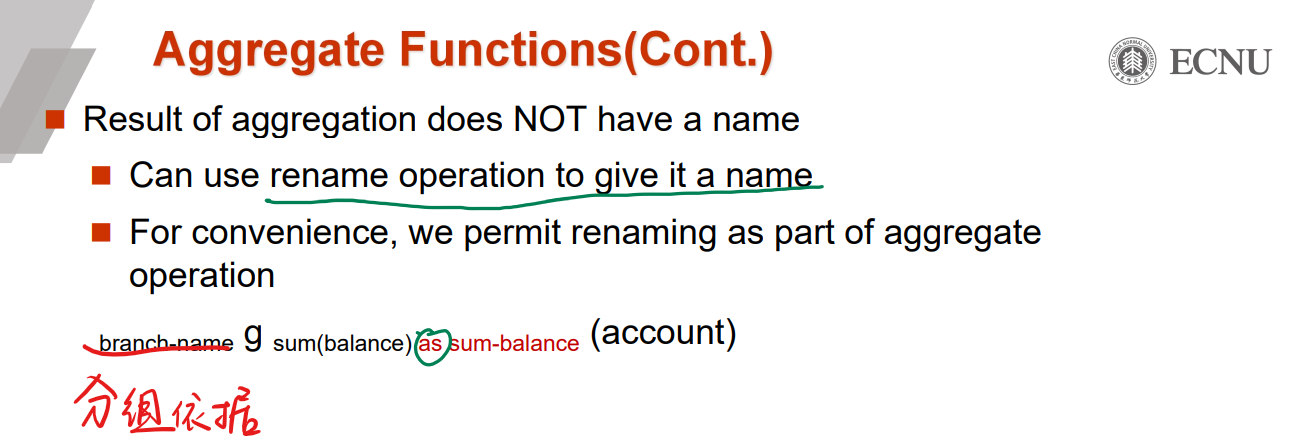 Aggregate Functions(Cont.)
ECNU
Result of aggregation does NOT have a name
Can use rename operation to give it a name
For convenience, we permit renaming as part of aggregate
operation
branch-name g sum(balance) as sum-balance (account)
分组依据